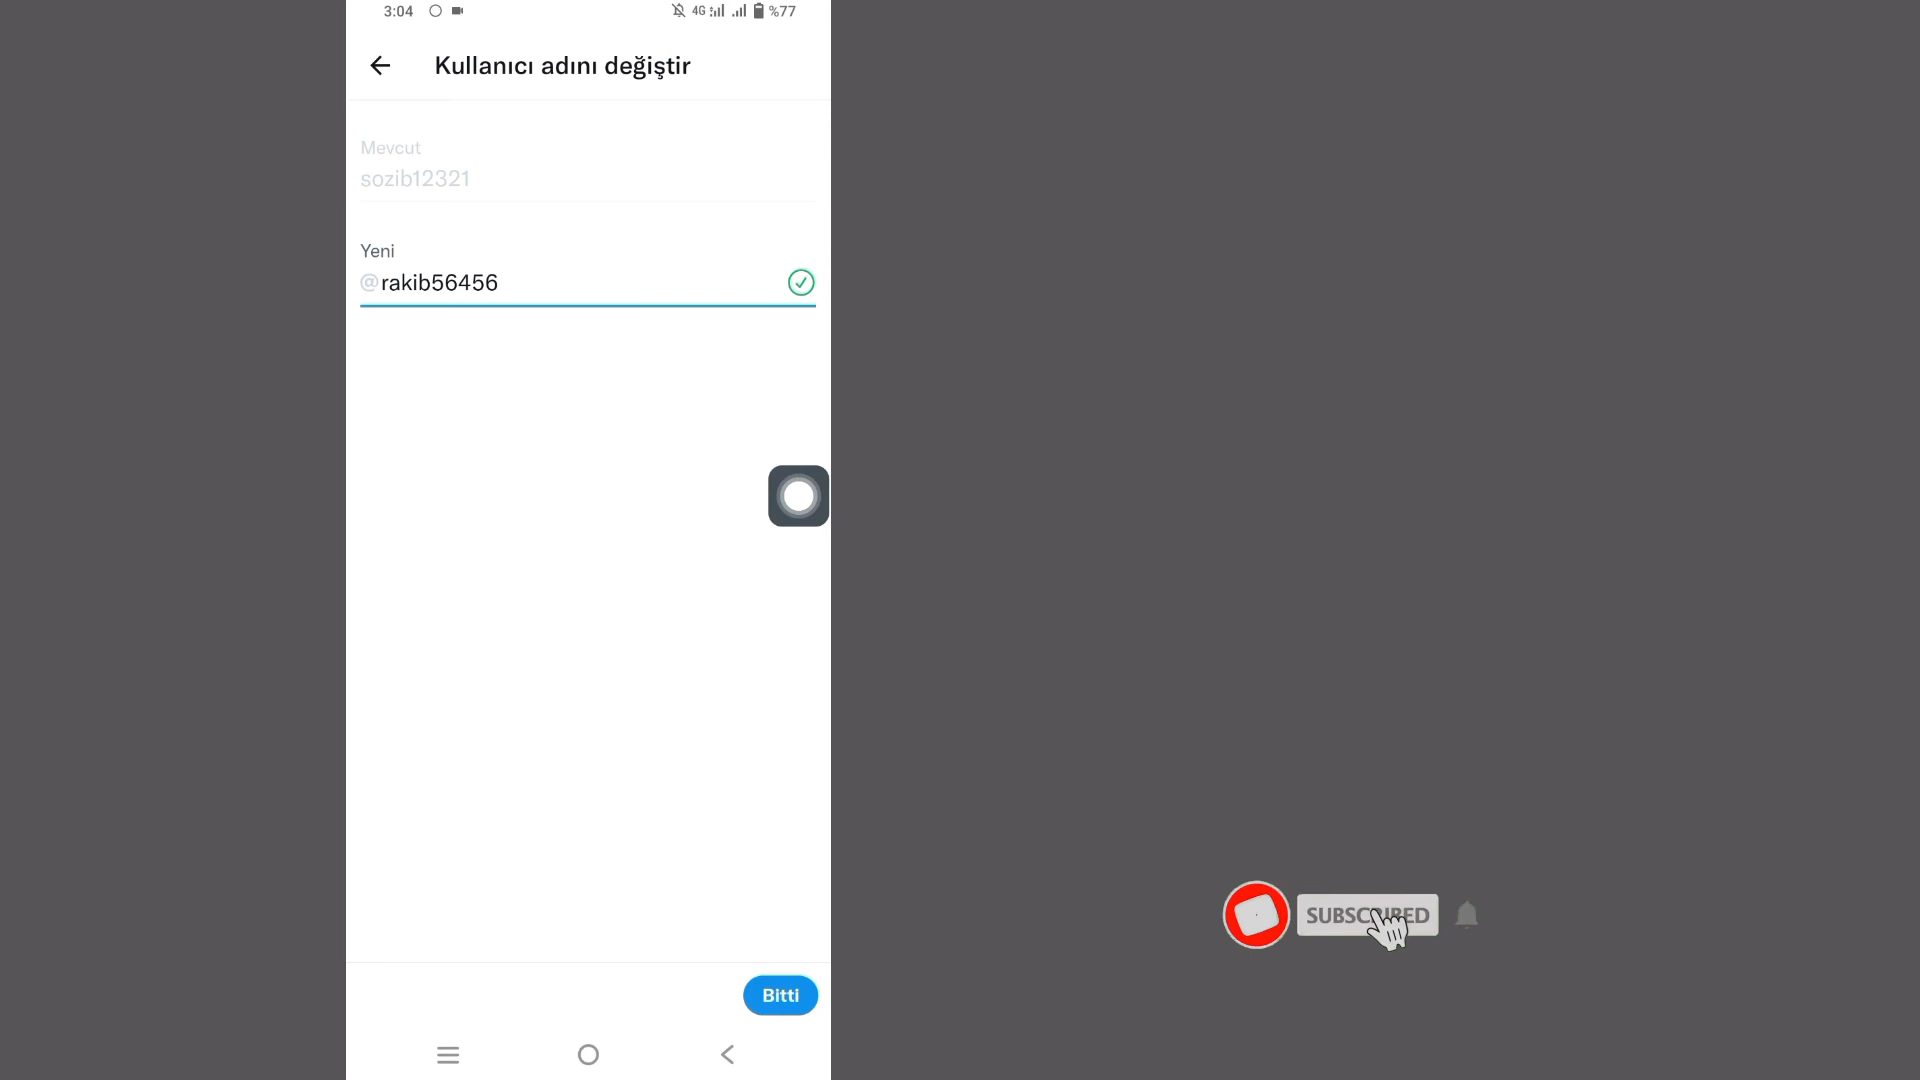 3:04 4G %77
Kullanıcı adını değiştir
Mevcut
sozib12321
Yeni
@rakib56456
SUBSCRIBED
Bitti